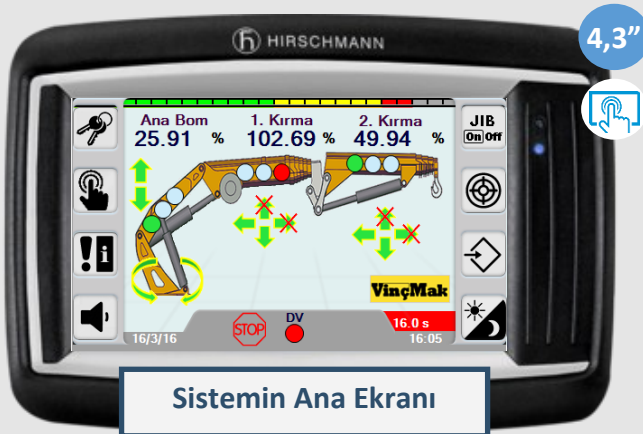 HIRSCHMANN
4,3”
Ana Bom 1. Kırma 2. Kırma
25.91 % 102.69 % 49.94 %
JIB
On Off
VinçMak
STOP
DV
16.0 s
16/3/16
16:05
Sistemin Ana Ekranı